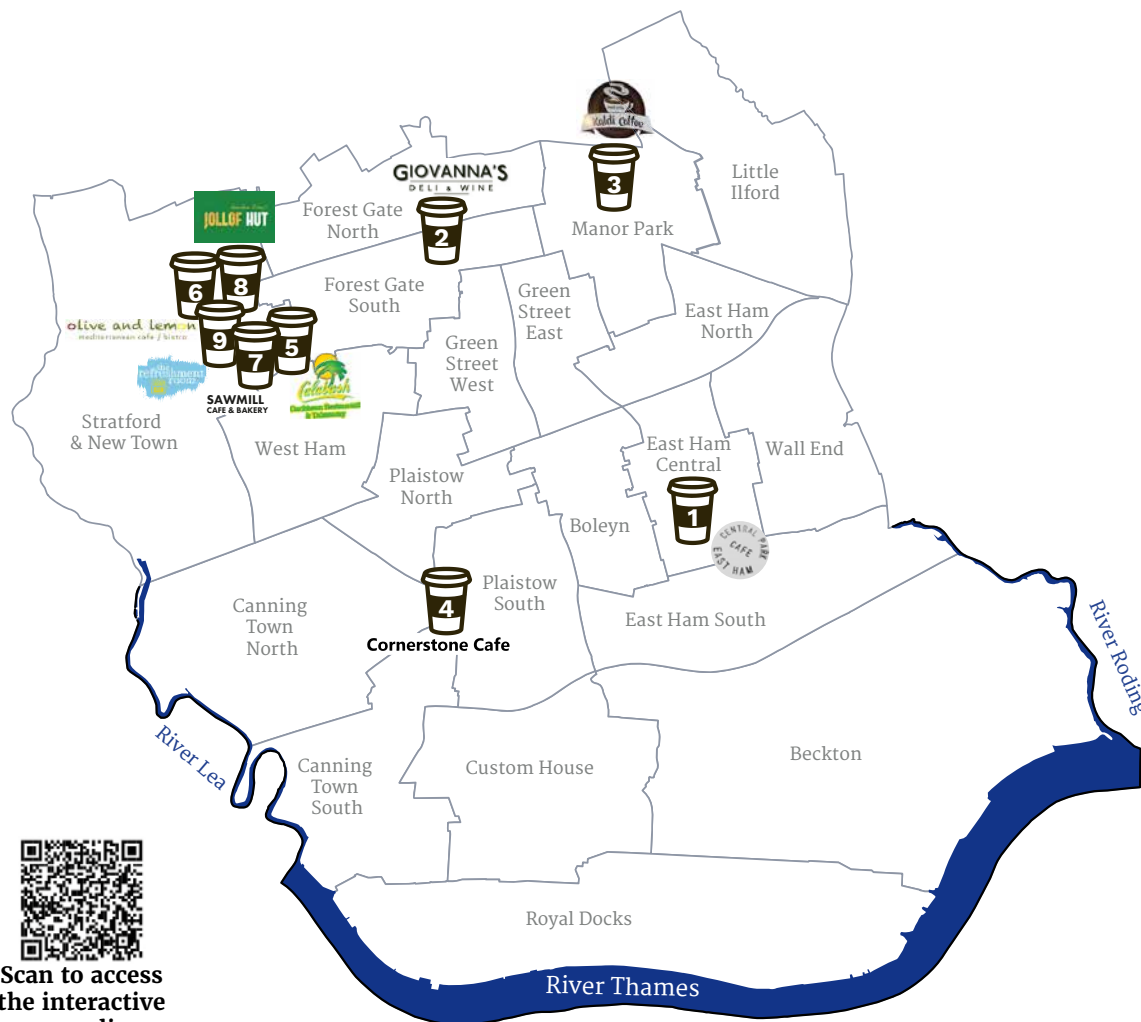 Kaldi Coffee
GIOVANNA'S
DELI & WINE
3
Little
Ilford
JOLLOF HUT
Forest Gate
North
2
Manor Park
6
8
Forest Gate
South
Green
Street
East
East Ham
North
olive and lemon
mediterranean cafe / bistro
9
7
5
Green
Street
West
the
refreshment
room
SAWMILL
CAFE & BAKERY
Calabash
Caribbean Restaurant
& Takeaway
Stratford
& New Town
West Ham
East Ham
Central
Wall End
Plaistow
North
1
Boleyn
CENTRAL PARK
CAFE
EAST HAM
Plaistow
South
4
Canning
Town
North
East Ham South
Cornerstone Cafe
River Roding
River Lea
Canning
Town
South
Custom House
Beckton
Royal Docks
Scan to access
the interactive
River Thames